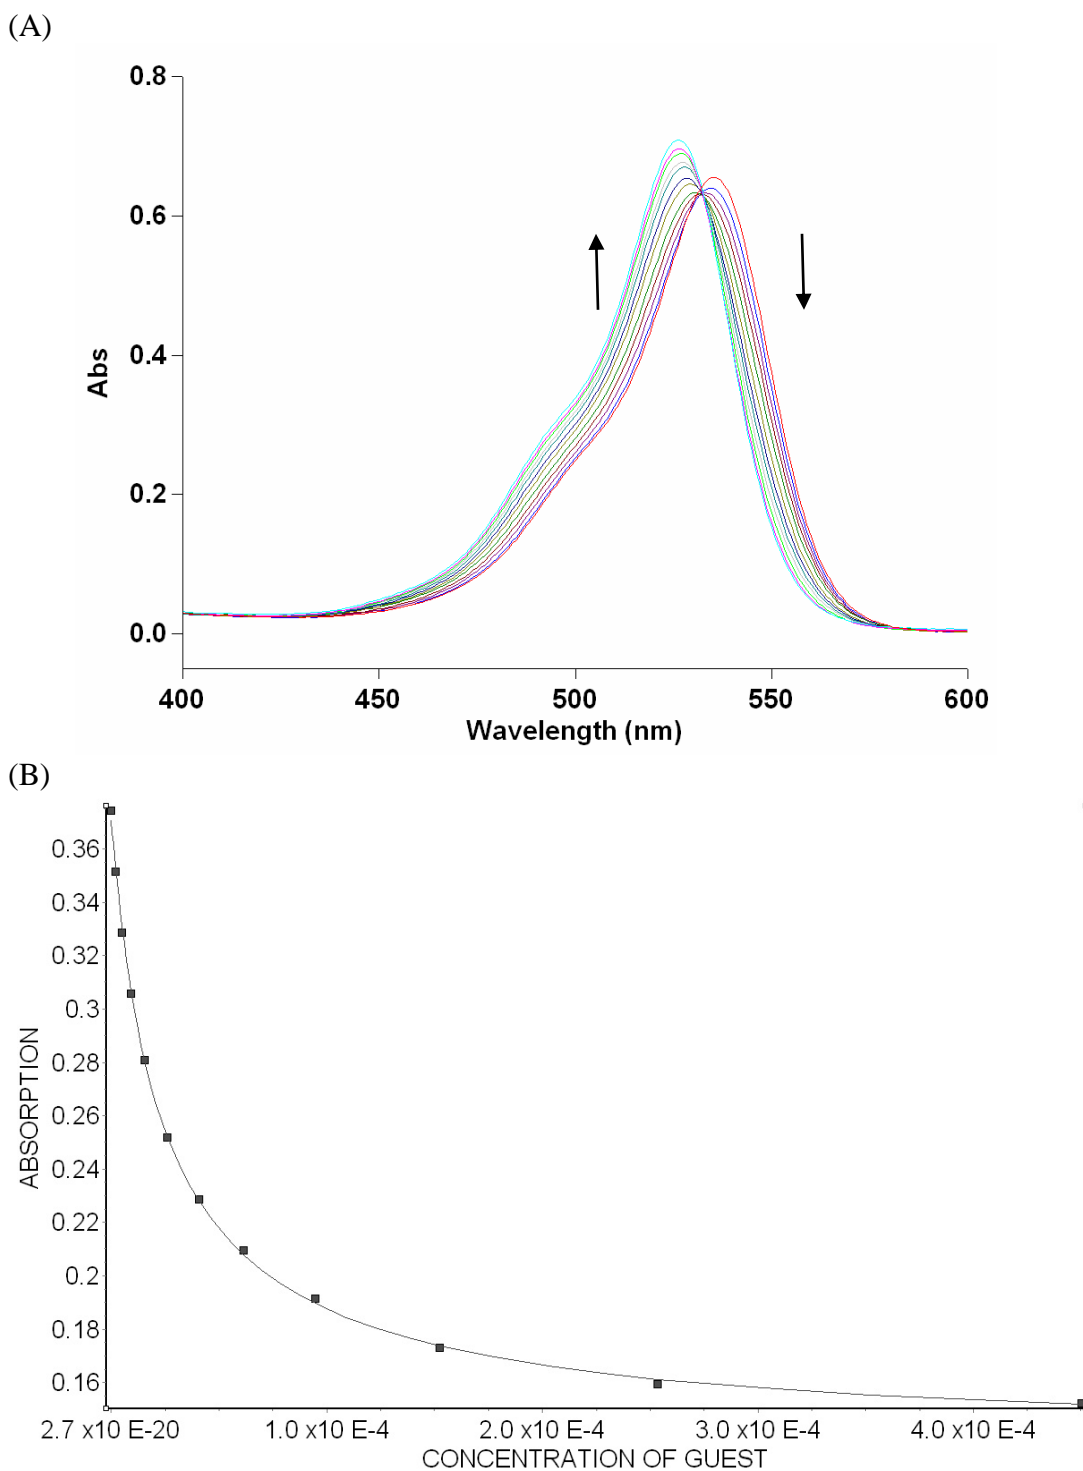 (A)
0.8
0.6
0.4
0.2
0.0
Abs
400 450 500 550 600
Wavelength (nm)
(B)
0.36
0.34
0.32
0.3
0.28
0.26
0.24
0.22
0.2
0.18
0.16
ABSORPTION
2.7 x10 E-20 1.0 x10 E-4 2.0 x10 E-4 3.0 x10 E-4 4.0 x10 E-4
CONCENTRATION OF GUEST